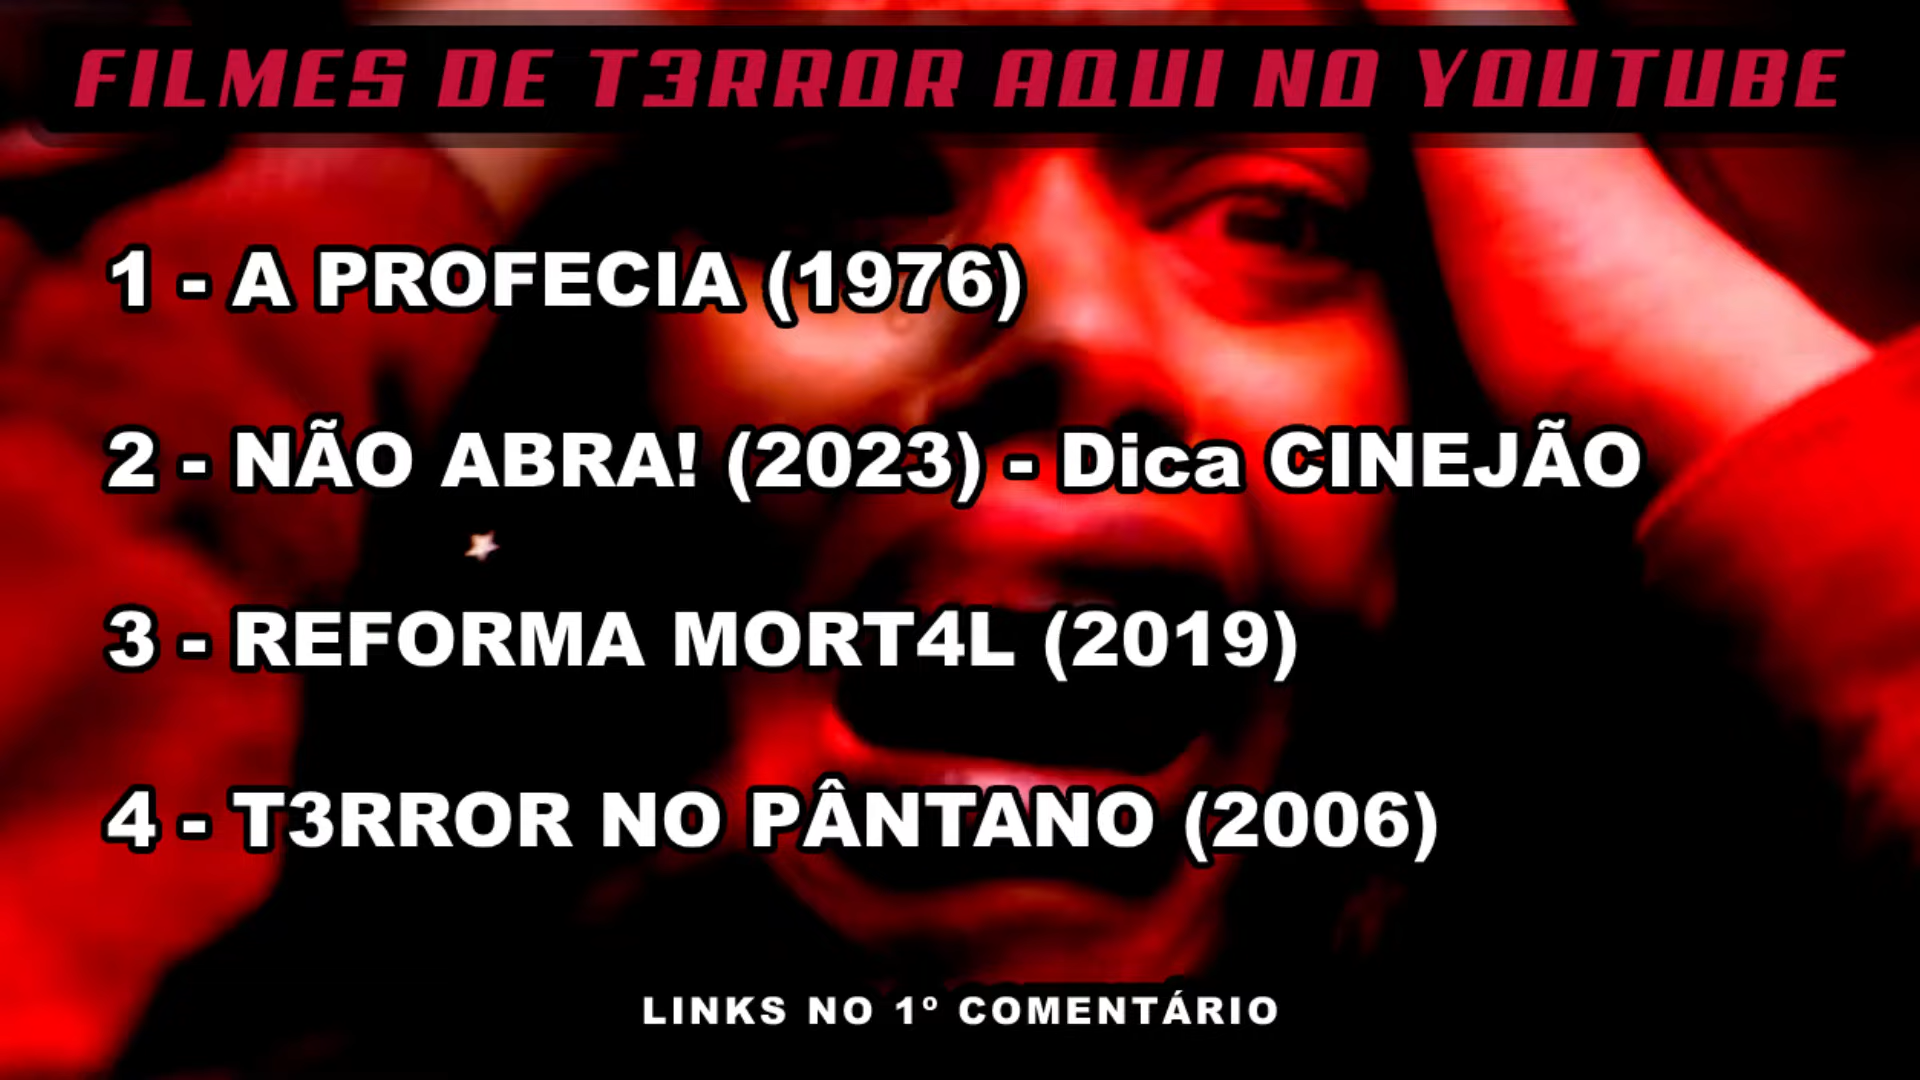 FILMES DE T3RROR AQUI NO YOUTUBE
1 - A PROFECIA (1976)
2 - NÃO ABRA! (2023) - Dica CINEJÃO
3 - REFORMA MORT4L (2019)
4 - T3RROR NO PÂNTANO (2006)
LINKS NO 1º COMENTÁRIO